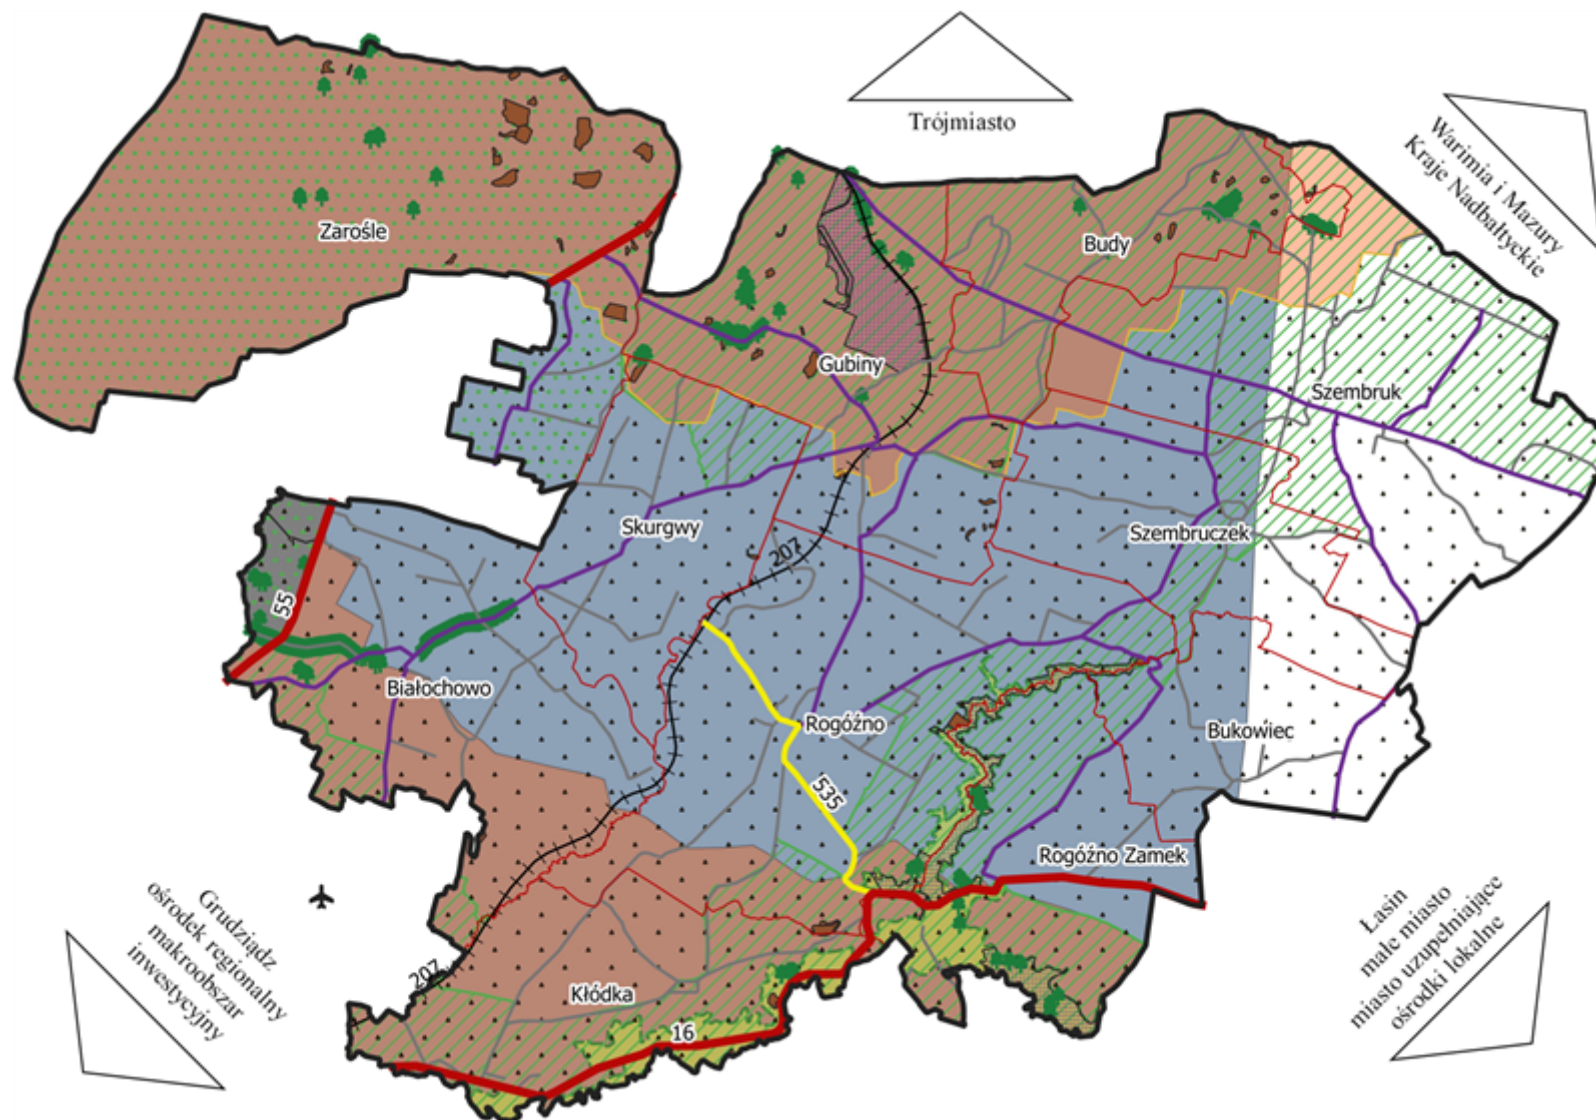 Trójmiasto
Warimia i Mazury
Kraje Nadbałtyckie
Zarośle
Budy
Gubiny
Szembruk
Skurgwy
Szembruczek
207
55
Białochowo
Rogóźno
Bukowiec
535
Rogóźno Zamek
Grudziądz
ośrodek regionalny
makroobszar
inwestycyjny
Łasin
małe miasto
miasto uzupełniające
ośrodki lokalne
207
Kłódka
16